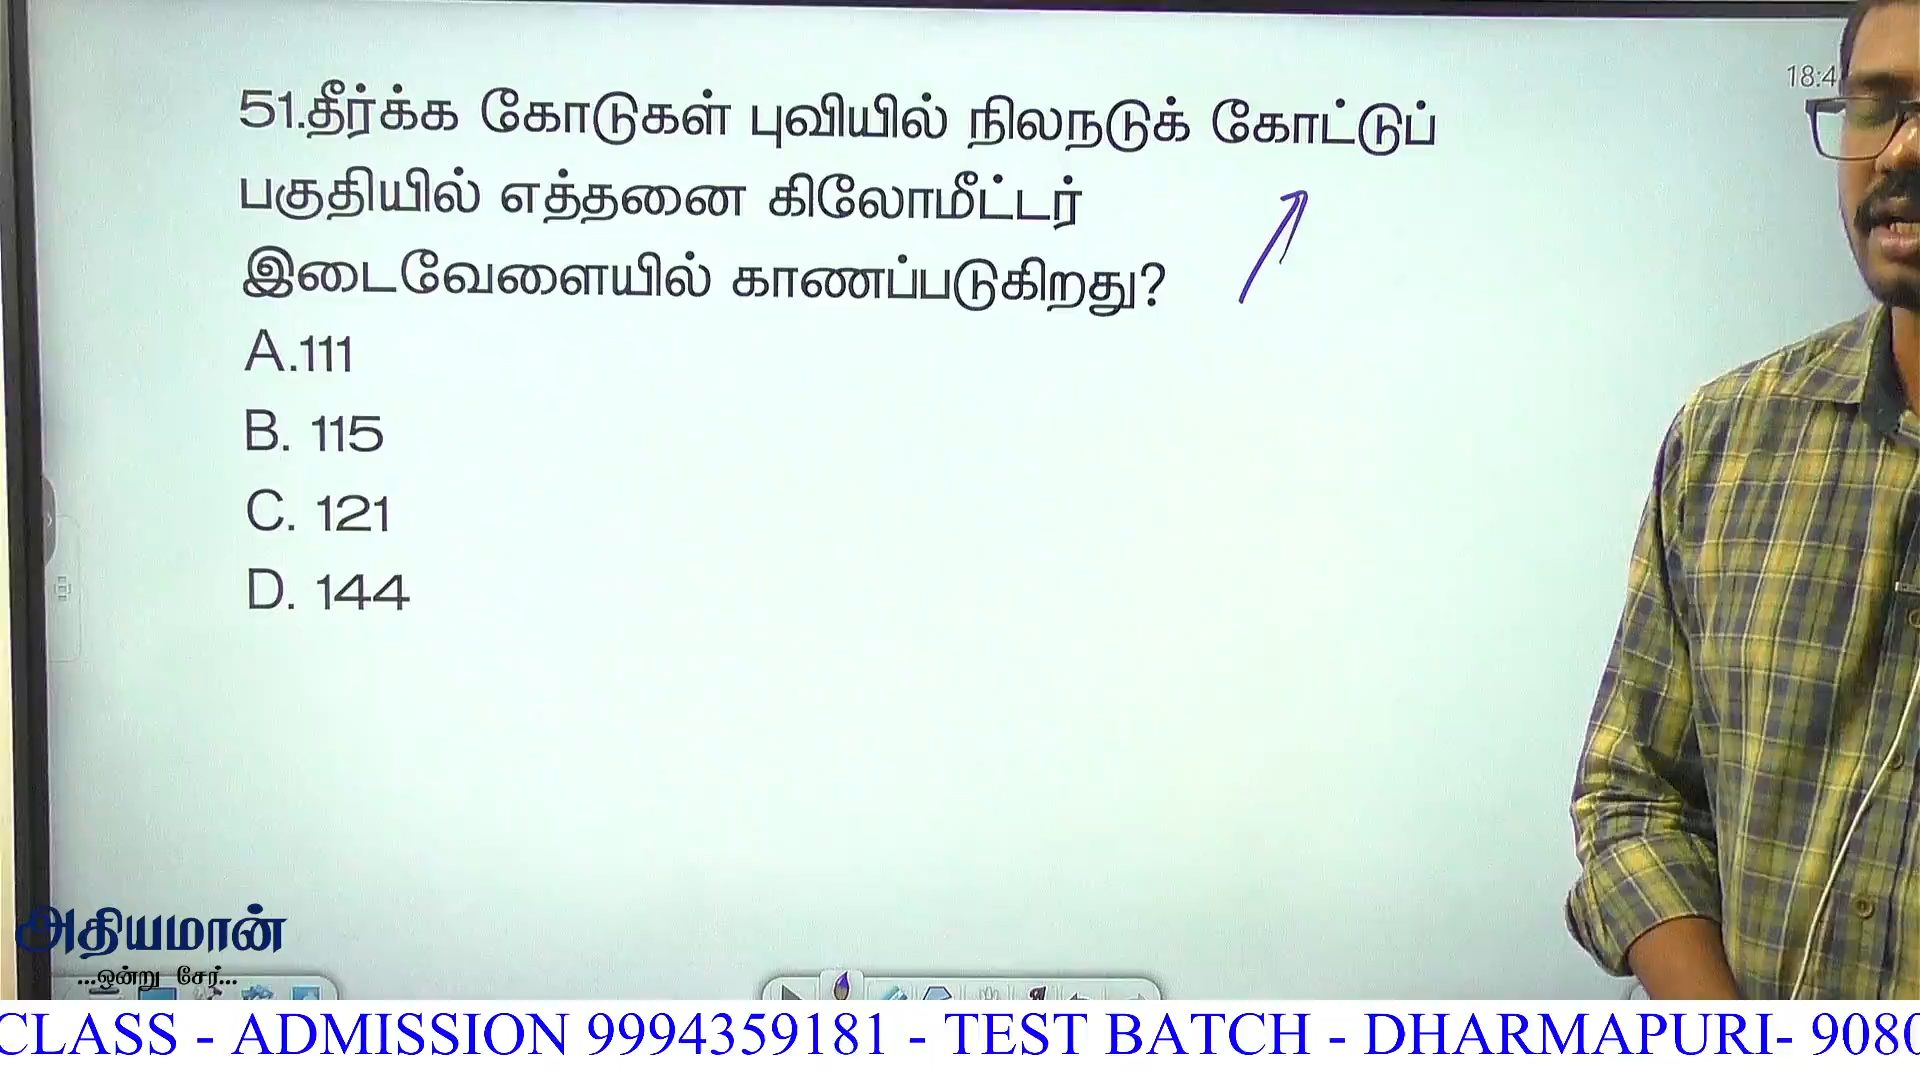 18:4
51.தீர்க்க கோடுகள் புவியில் நிலநடுக் கோட்டுப்
பகுதியில் எத்தனை கிலோமீட்டர்
இடைவேளையில் காணப்படுகிறது?
A.111
B. 115
C. 121
D. 144
அதியமான்
...ஒன்று சேர்...
CLASS - ADMISSION 9994359181 - TEST BATCH - DHARMAPURI- 9080